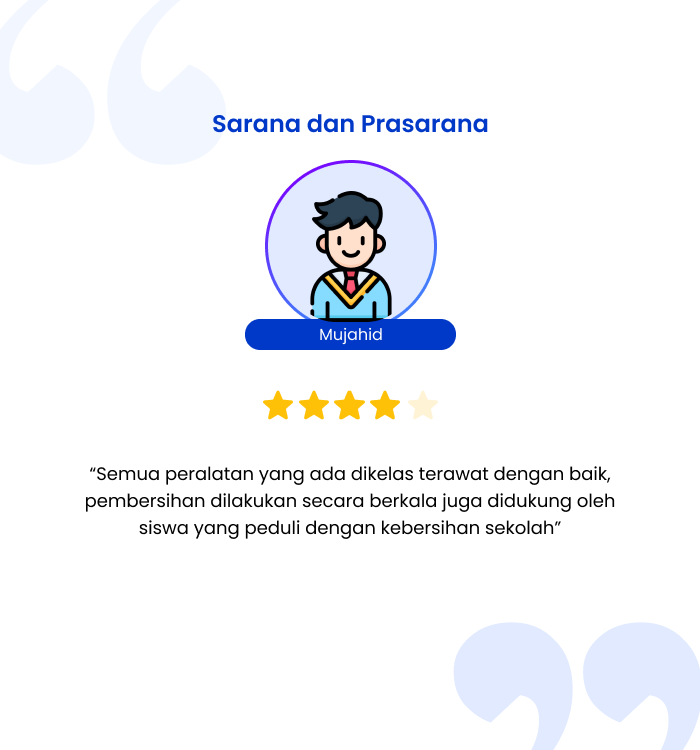 Sarana dan Prasarana
Mujahid
“Semua peralatan yang ada dikelas terawat dengan baik,
pembersihan dilakukan secara berkala juga didukung oleh
siswa yang peduli dengan kebersihan sekolah”